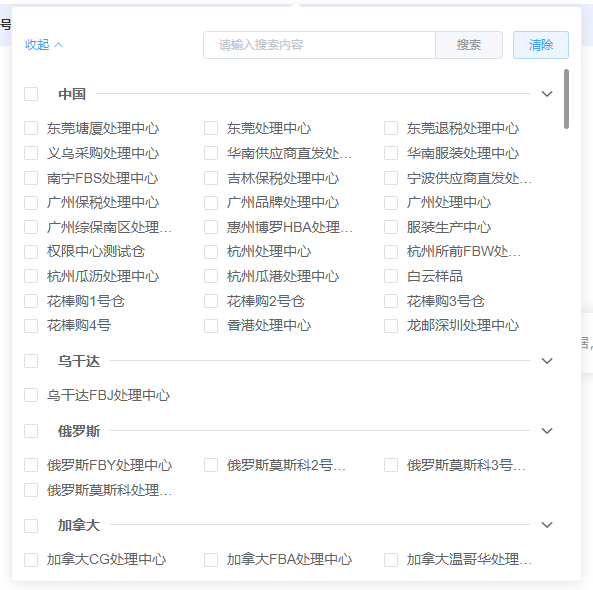 号
收起 请输入搜索内容 搜索 清除
中国
东莞塘厦处理中心 东莞处理中心 东莞退税处理中心
义乌采购处理中心 华南供应商直发处... 华南服装处理中心
南宁FBS处理中心 吉林保税处理中心 宁波供应商直发处...
广州保税处理中心 广州品牌处理中心 广州处理中心
广州综保南区处理... 惠州博罗HBA处理... 服装生产中心
权限中心测试仓 杭州处理中心 杭州所前FBW处...
杭州瓜沥处理中心 杭州瓜港处理中心 白云样品
花棒购1号仓 花棒购2号仓 花棒购3号仓
花棒购4号 香港处理中心 龙邮深圳处理中心
乌干达
乌干达FBJ处理中心
俄罗斯
俄罗斯FBY处理中心 俄罗斯莫斯科2号... 俄罗斯莫斯科3号...
俄罗斯莫斯科处理...
加拿大
加拿大CG处理中心 加拿大FBA处理中心 加拿大温哥华处理...